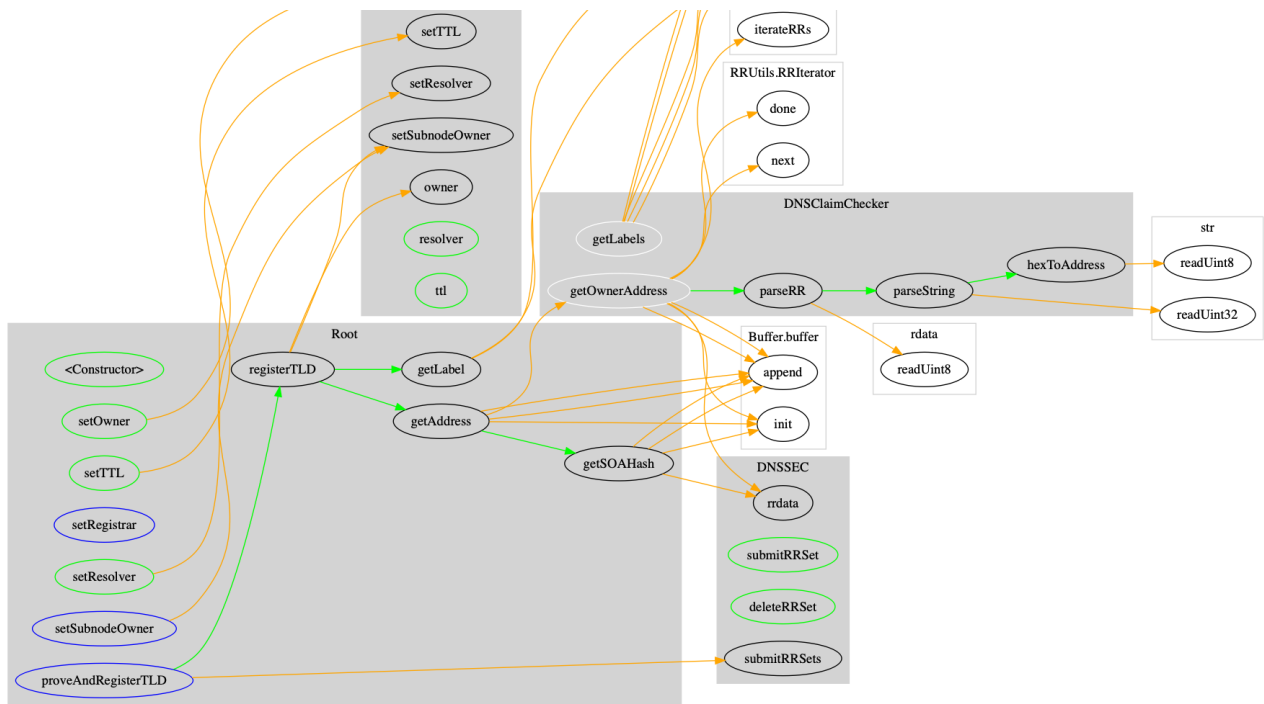 setTTL
setResolver
setSubnodeOwner
owner
resolver
ttl
iterateRRs
RRUtils.RRIterator
done
next
DNSClaimChecker
getLabels
getOwnerAddress
parseRR
parseString
hexToAddress
str
readUint8
readUint32
rdata
readUint8
Buffer.buffer
append
init
DNSSEC
rrdata
submitRRSet
deleteRRSet
submitRRSets
Root
<Constructor>
setOwner
setTTL
setRegistrar
setResolver
setSubnodeOwner
proveAndRegisterTLD
registerTLD
getLabel
getAddress
getSOAHash